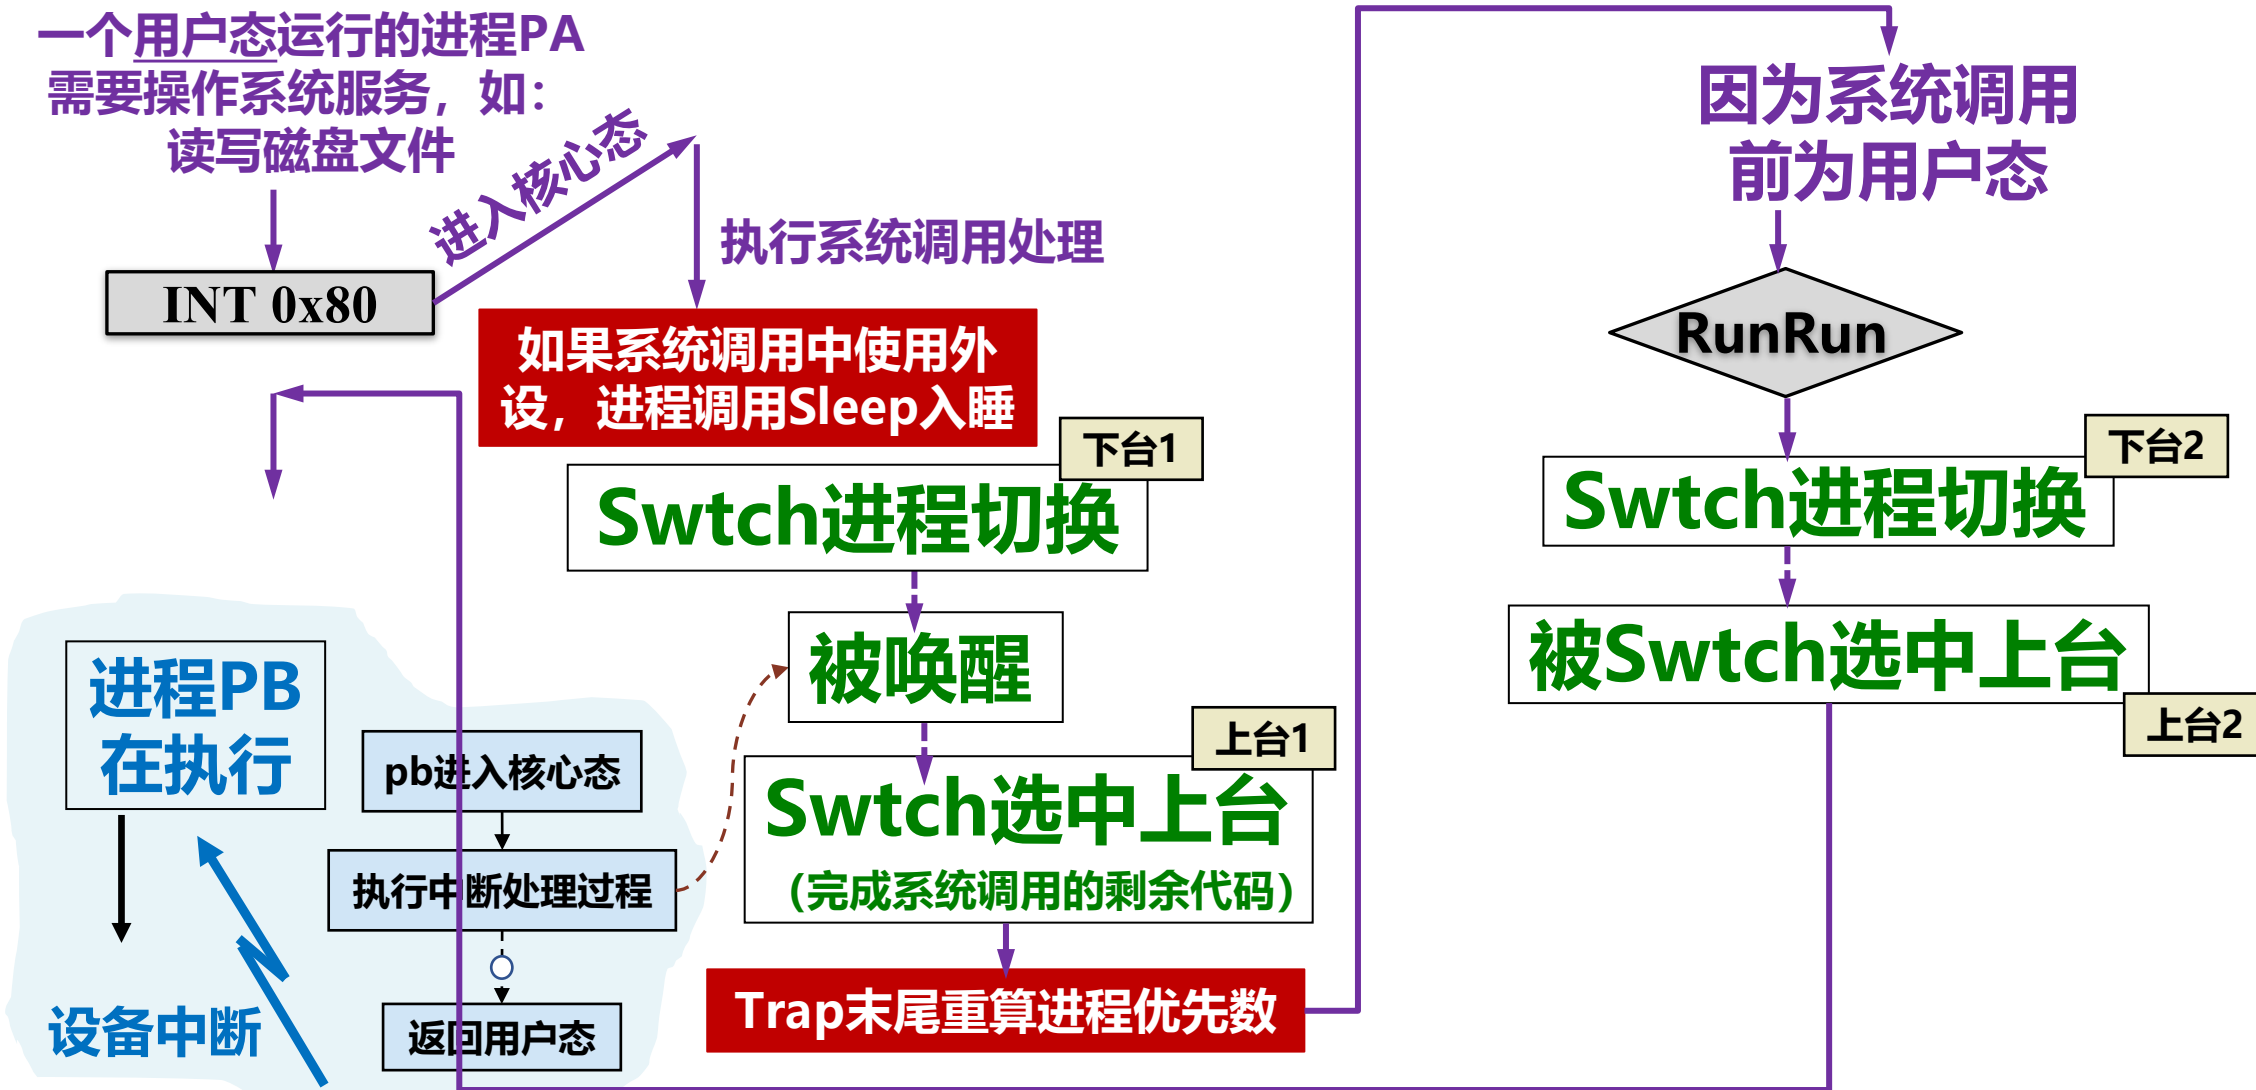 一个用户态运行的进程PA
需要操作系统服务，如：
读写磁盘文件
进入核心态
INT 0x80
执行系统调用处理
如果系统调用中使用外
设，进程调用Sleep入睡
下台1
Swtch进程切换
被唤醒
上台1
Swtch选中上台
（完成系统调用的剩余代码）
Trap末尾重算进程优先数
进程PB
在执行
设备中断
pb进入核心态
执行中断处理过程
返回用户态
因为系统调用
前为用户态
RunRun
下台2
Swtch进程切换
被Swtch选中上台
上台2